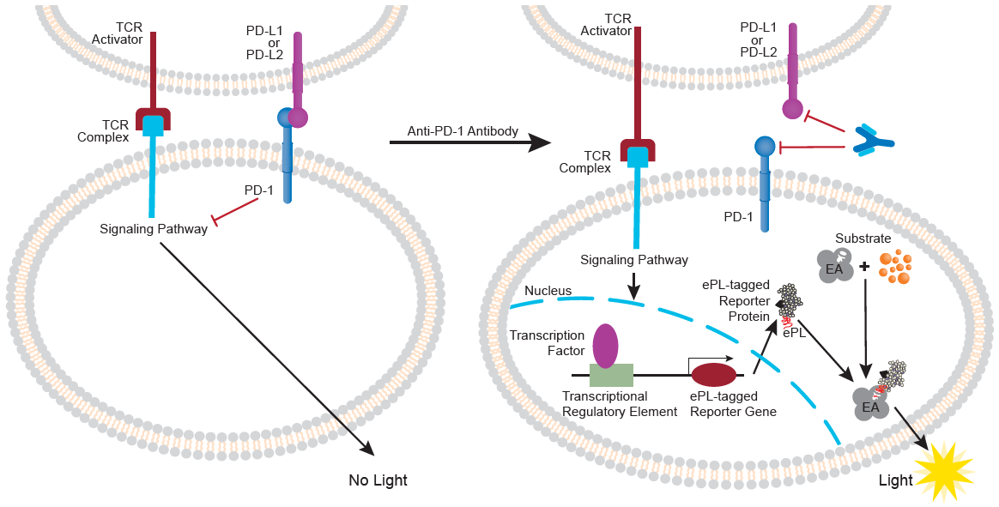 TCR
Activator
PD-L1
or
PD-L2
TCR
Complex
PD-1
Signaling Pathway
No Light
Anti-PD-1 Antibody
TCR
Activator
PD-L1
or
PD-L2
TCR
Complex
PD-1
Signaling Pathway
Substrate
EA
+
Nucleus
ePL-tagged
Reporter
Protein
ePL
Transcription
Factor
Transcriptional
Regulatory Element
ePL-tagged
Reporter Gene
EA
Light